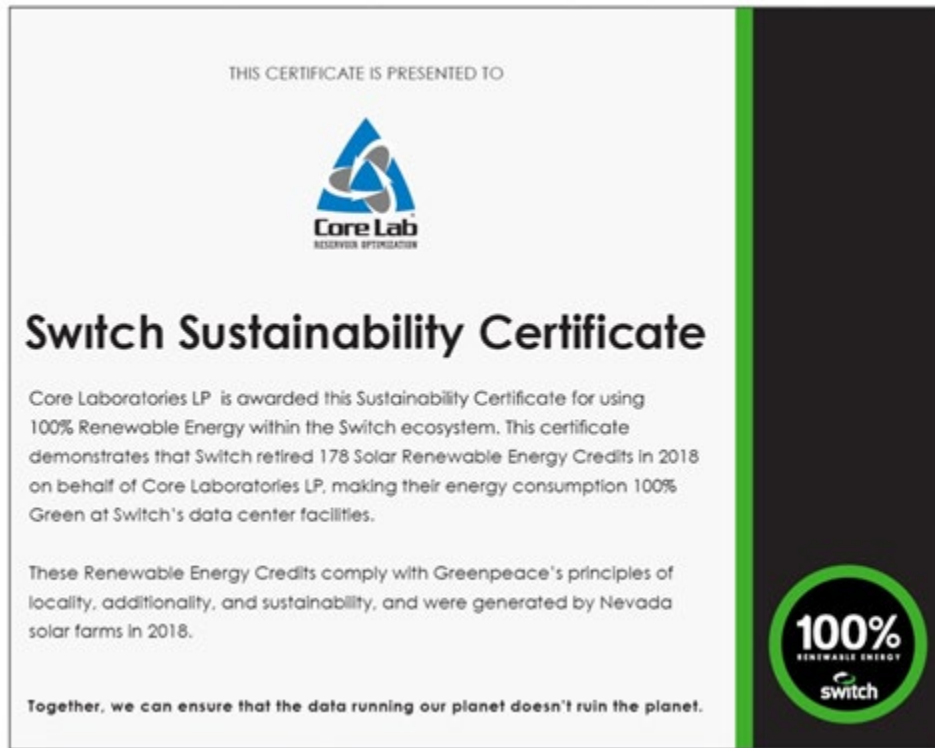 THIS CERTIFICATE IS PRESENTED TO
Core Lab
RESERVOIR OPTIMIZATION
Switch Sustainability Certificate
Core Laboratories LP is awarded this Sustainability Certificate for using
100% Renewable Energy within the Switch ecosystem. This certificate
demonstrates that Switch retired 178 Solar Renewable Energy Credits in 2018
on behalf of Core Laboratories LP, making their energy consumption 100%
Green at Switch's data center facilities.
These Renewable Energy Credits comply with Greenpeace's principles of
locality, additionality, and sustainability, and were generated by Nevada
solar farms in 2018.
Together, we can ensure that the data running our planet doesn't ruin the planet.
100%
RENEWABLE ENERGY
switch